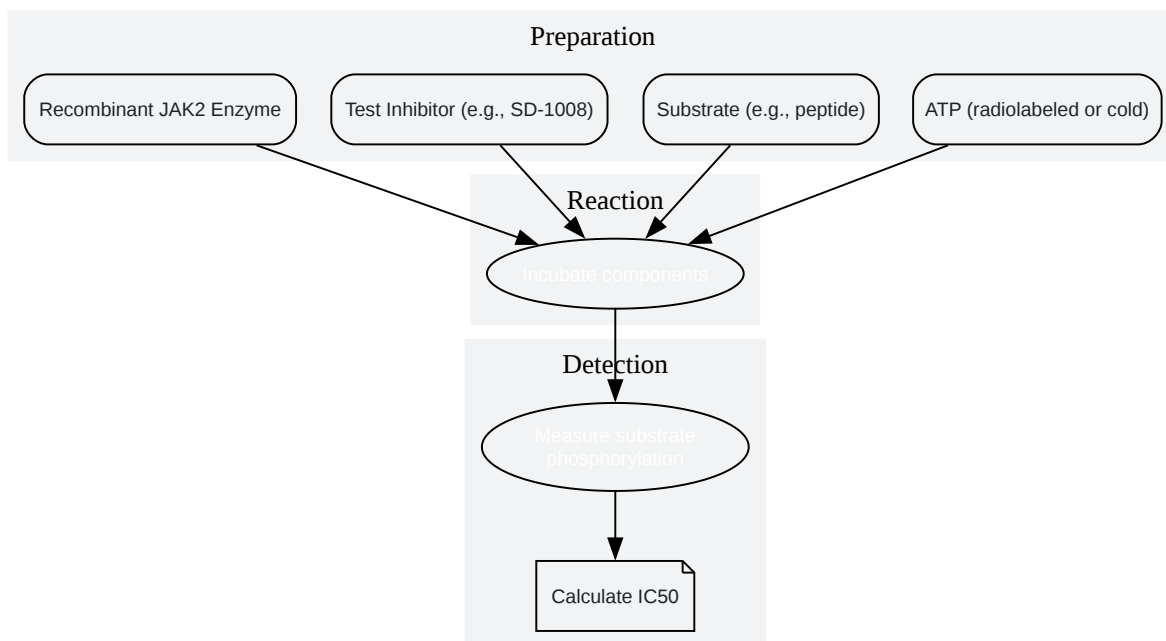 Preparation
Recombinant JAK2 Enzyme
Test Inhibitor (e.g., SD-1008)
Substrate (e.g., peptide)
ATP (radiolabeled or cold)
Reaction
Incubate components
Detection
Measure substrate
phosphorylation
Calculate IC50